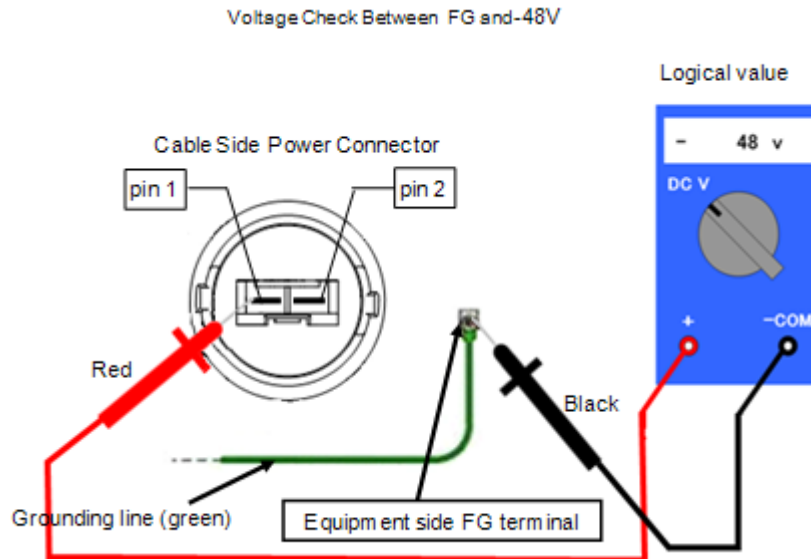 Voltage Check Between FG and-48V
Logical value
- 48 v
Cable Side Power Connector
pin 1
pin 2
DC V
+
-COM
Red
Black
Grounding line (green)
Equipment side FG terminal